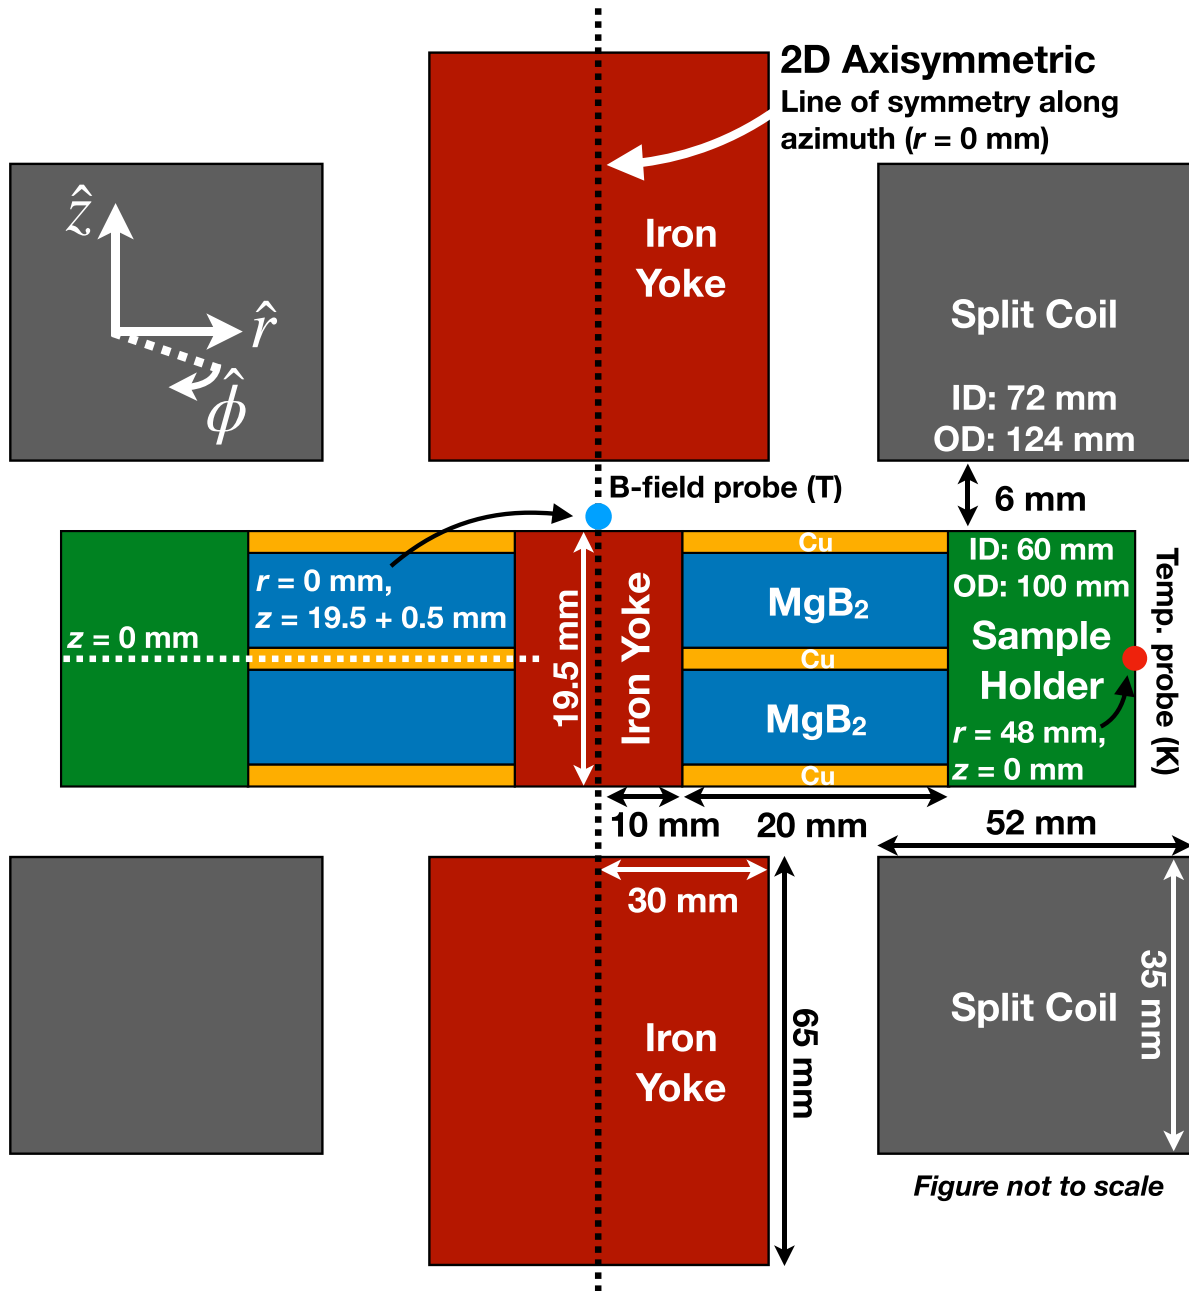 2D Axisymmetric
Line of symmetry along
azimuth (r = 0 mm)
ẑ
r̂
ϕ̂
Iron
Yoke
Split Coil
ID: 72 mm
OD: 124 mm
B-field probe (T)
6 mm
Cu
r = 0 mm,
z = 19.5 + 0.5 mm
z = 0 mm
19.5 mm
Iron Yoke
MgB₂
Cu
MgB₂
Cu
ID: 60 mm
OD: 100 mm
Sample
Holder
r = 48 mm,
z = 0 mm
Temp. probe (K)
10 mm
20 mm
52 mm
30 mm
65 mm
Iron
Yoke
Split Coil
35 mm
Figure not to scale